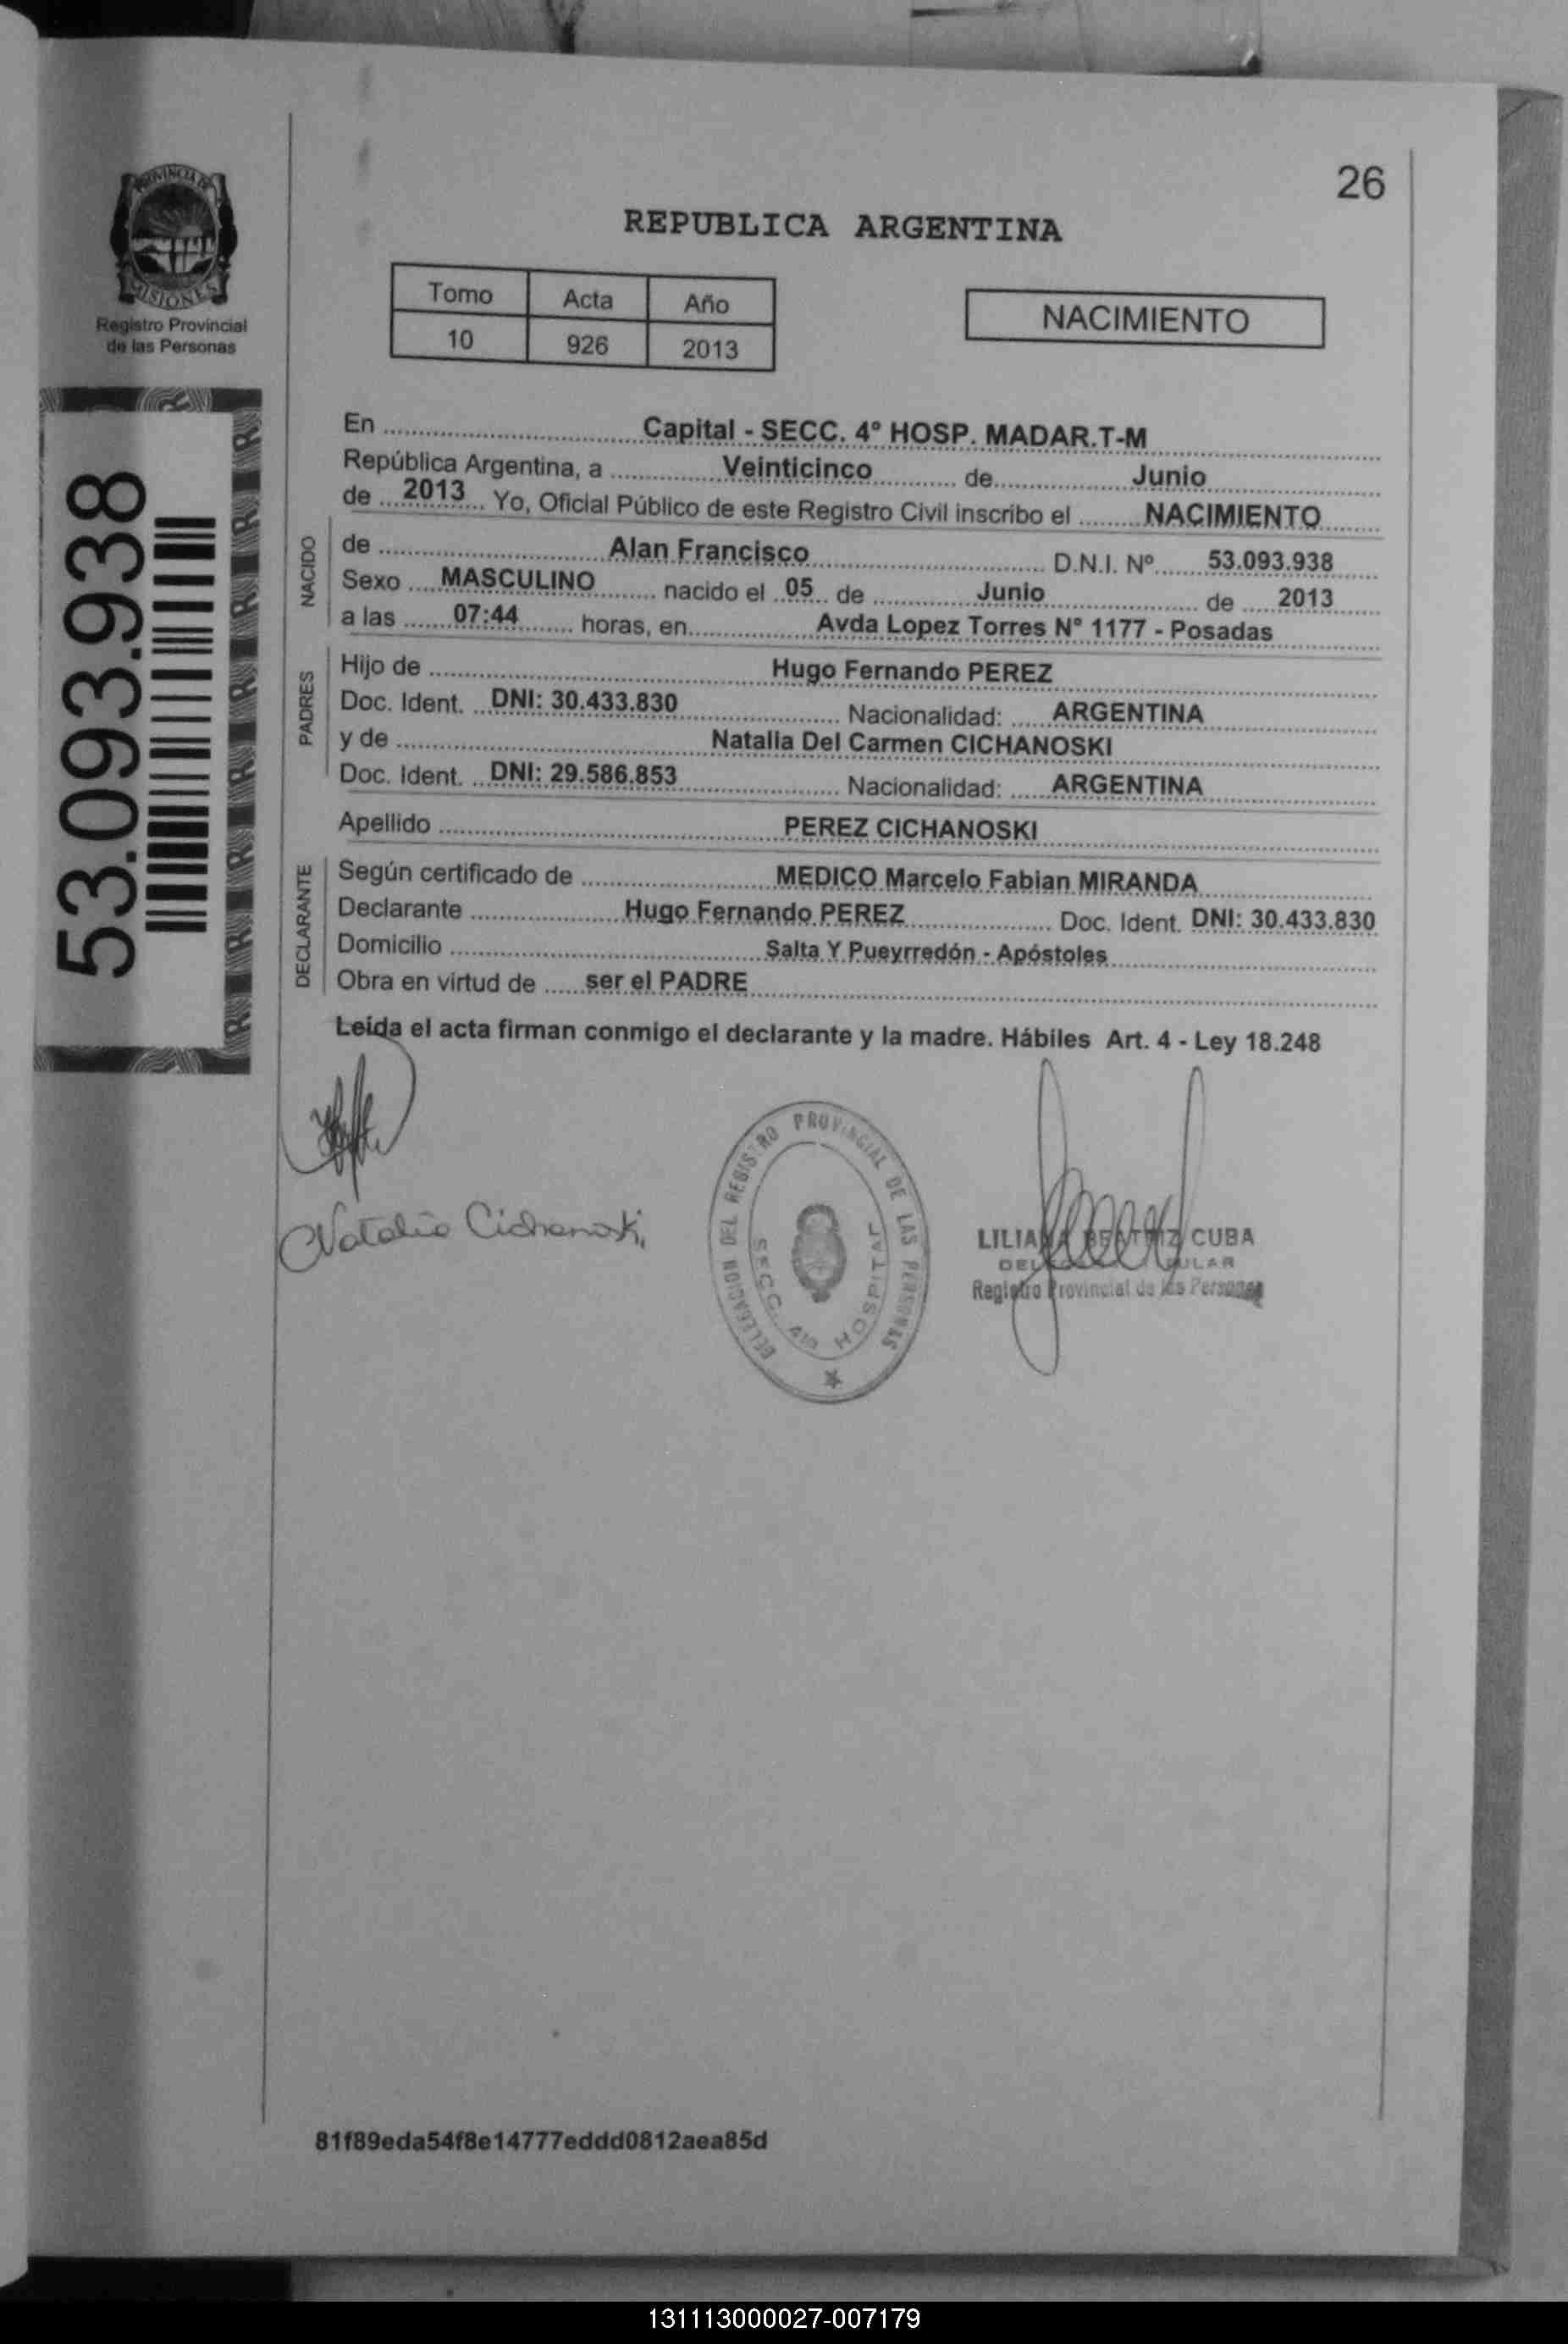 26
REPUBLICA ARGENTINA
PROVINCIA DE
MISIONES
Registro Provincial
de las Personas
Tomo Acta Año
10 926 2013
NACIMIENTO
53.093.938
En Capital - SECC. 4º HOSP. MADAR.T-M
República Argentina, a Veinticinco de Junio
de 2013 Yo, Oficial Público de este Registro Civil inscribo el NACIMIENTO
NACIDO
de Alan Francisco D.N.I. Nº 53.093.938
Sexo MASCULINO nacido el 05 de Junio de 2013
a las 07:44 horas, en Avda Lopez Torres N° 1177 - Posadas
PADRES
Hijo de Hugo Fernando PEREZ
Doc. Ident. DNI: 30.433.830 Nacionalidad: ARGENTINA
y de Natalia Del Carmen CICHANOSKI
Doc. Ident. DNI: 29.586.853 Nacionalidad: ARGENTINA
Apellido PEREZ CICHANOSKI
DECLARANTE
Según certificado de MEDICO Marcelo Fabian MIRANDA
Declarante Hugo Fernando PEREZ Doc. Ident. DNI: 30.433.830
Domicilio Salta Y Pueyrredón - Apóstoles
Obra en virtud de ser el PADRE
Leída el acta firman conmigo el declarante y la madre. Hábiles Art. 4 - Ley 18.248
Natalia Cichanoski
DELEGACION DEL REGISTRO PROVINCIAL DE LAS PERSONAS
SECC. 4ta HOSPITAL
LILIANA BEATRIZ CUBA
Registro Provincial de las Personas
81f89eda54f8e14777eddd0812aea85d
131113000027-007179